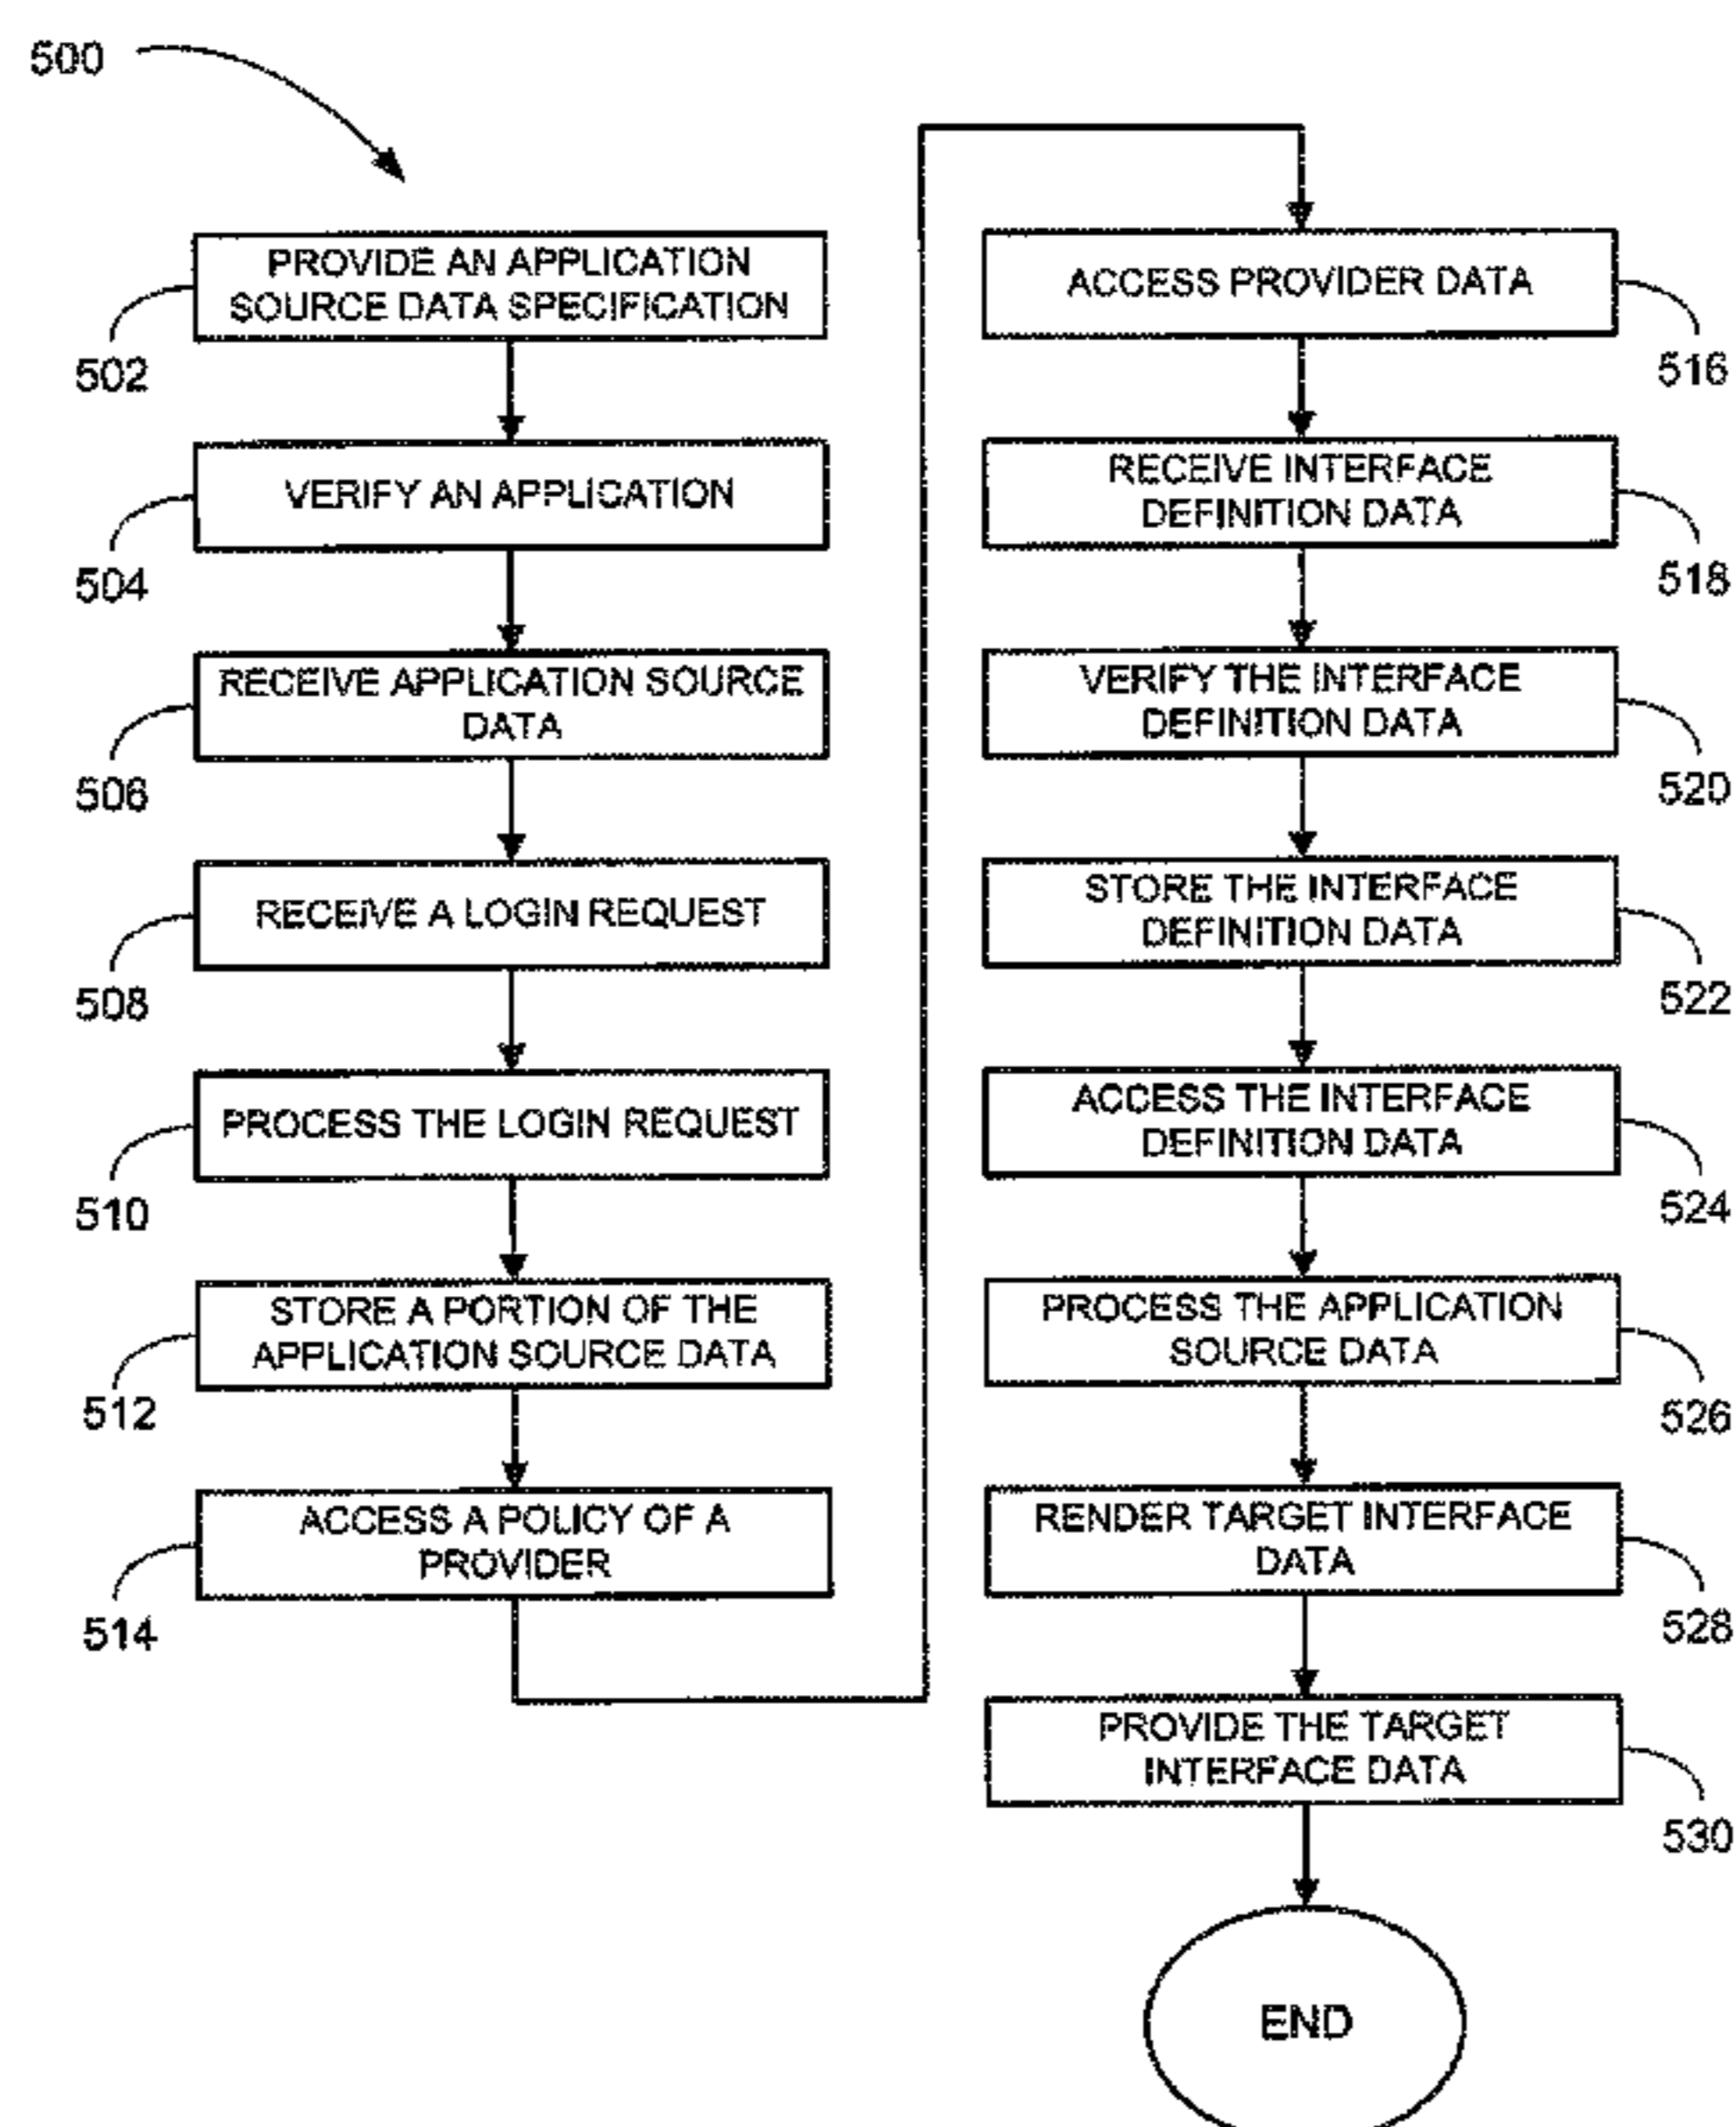 500
PROVIDE AN APPLICATION
SOURCE DATA SPECIFICATION
502
VERIFY AN APPLICATION
504
RECEIVE APPLICATION SOURCE
DATA
506
RECEIVE A LOGIN REQUEST
508
PROCESS THE LOGIN REQUEST
510
STORE A PORTION OF THE
APPLICATION SOURCE DATA
512
ACCESS A POLICY OF A
PROVIDER
514
ACCESS PROVIDER DATA
516
RECEIVE INTERFACE
DEFINITION DATA
518
VERIFY THE INTERFACE
DEFINITION DATA
520
STORE THE INTERFACE
DEFINITION DATA
522
ACCESS THE INTERFACE
DEFINITION DATA
524
PROCESS THE APPLICATION
SOURCE DATA
526
RENDER TARGET INTERFACE
DATA
528
PROVIDE THE TARGET
INTERFACE DATA
530
END